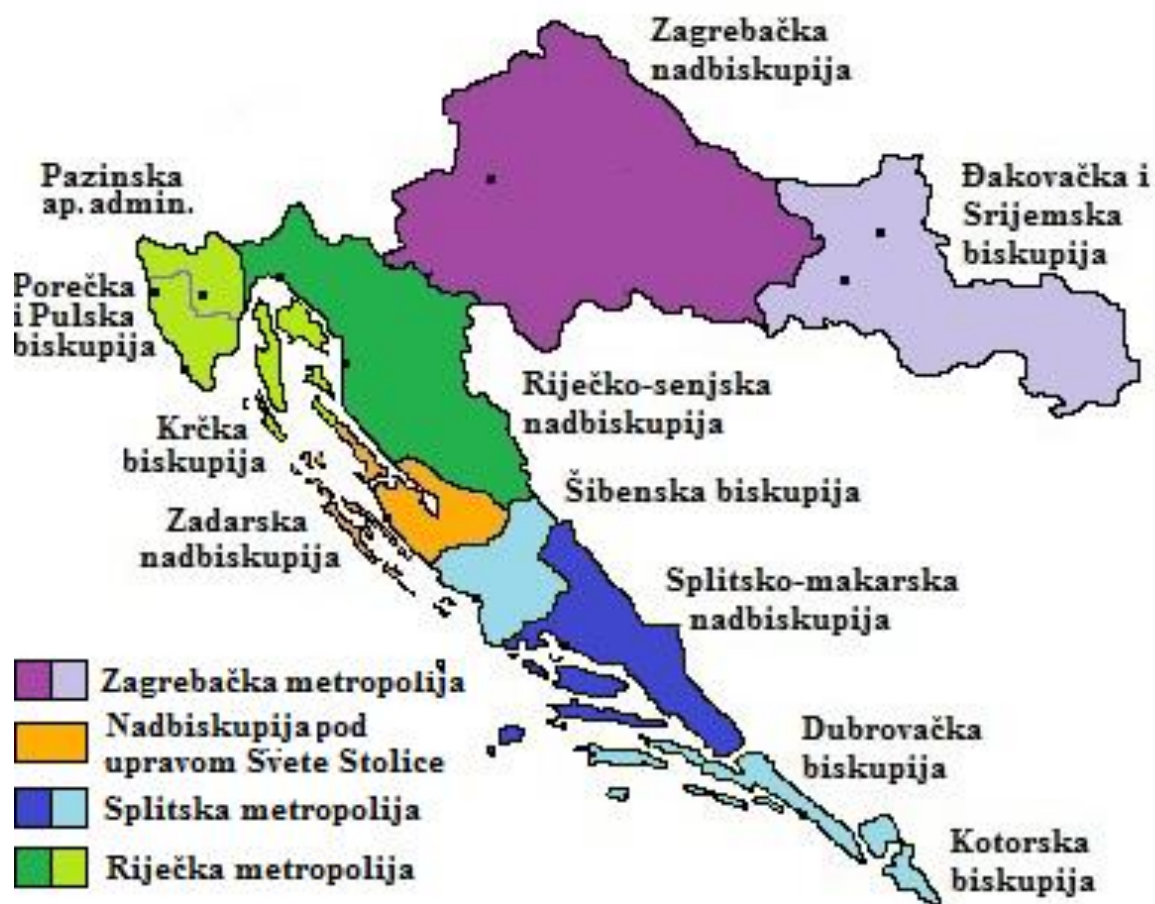 Zagrebačka
nadbiskupija
Pazinska
ap. admin.
Đakovačka i
Srijemska
biskupija
Porečka
i Pulska
biskupija
Riječko-senjska
nadbiskupija
Krčka
biskupija
Šibenska biskupija
Zadarska
nadbiskupija
Splitsko-makarska
nadbiskupija
Zagrebačka metropolija
Nadbiskupija pod
upravom Svete Stolice
Dubrovačka
biskupija
Splitska metropolija
Riječka metropolija
Kotorska
biskupija